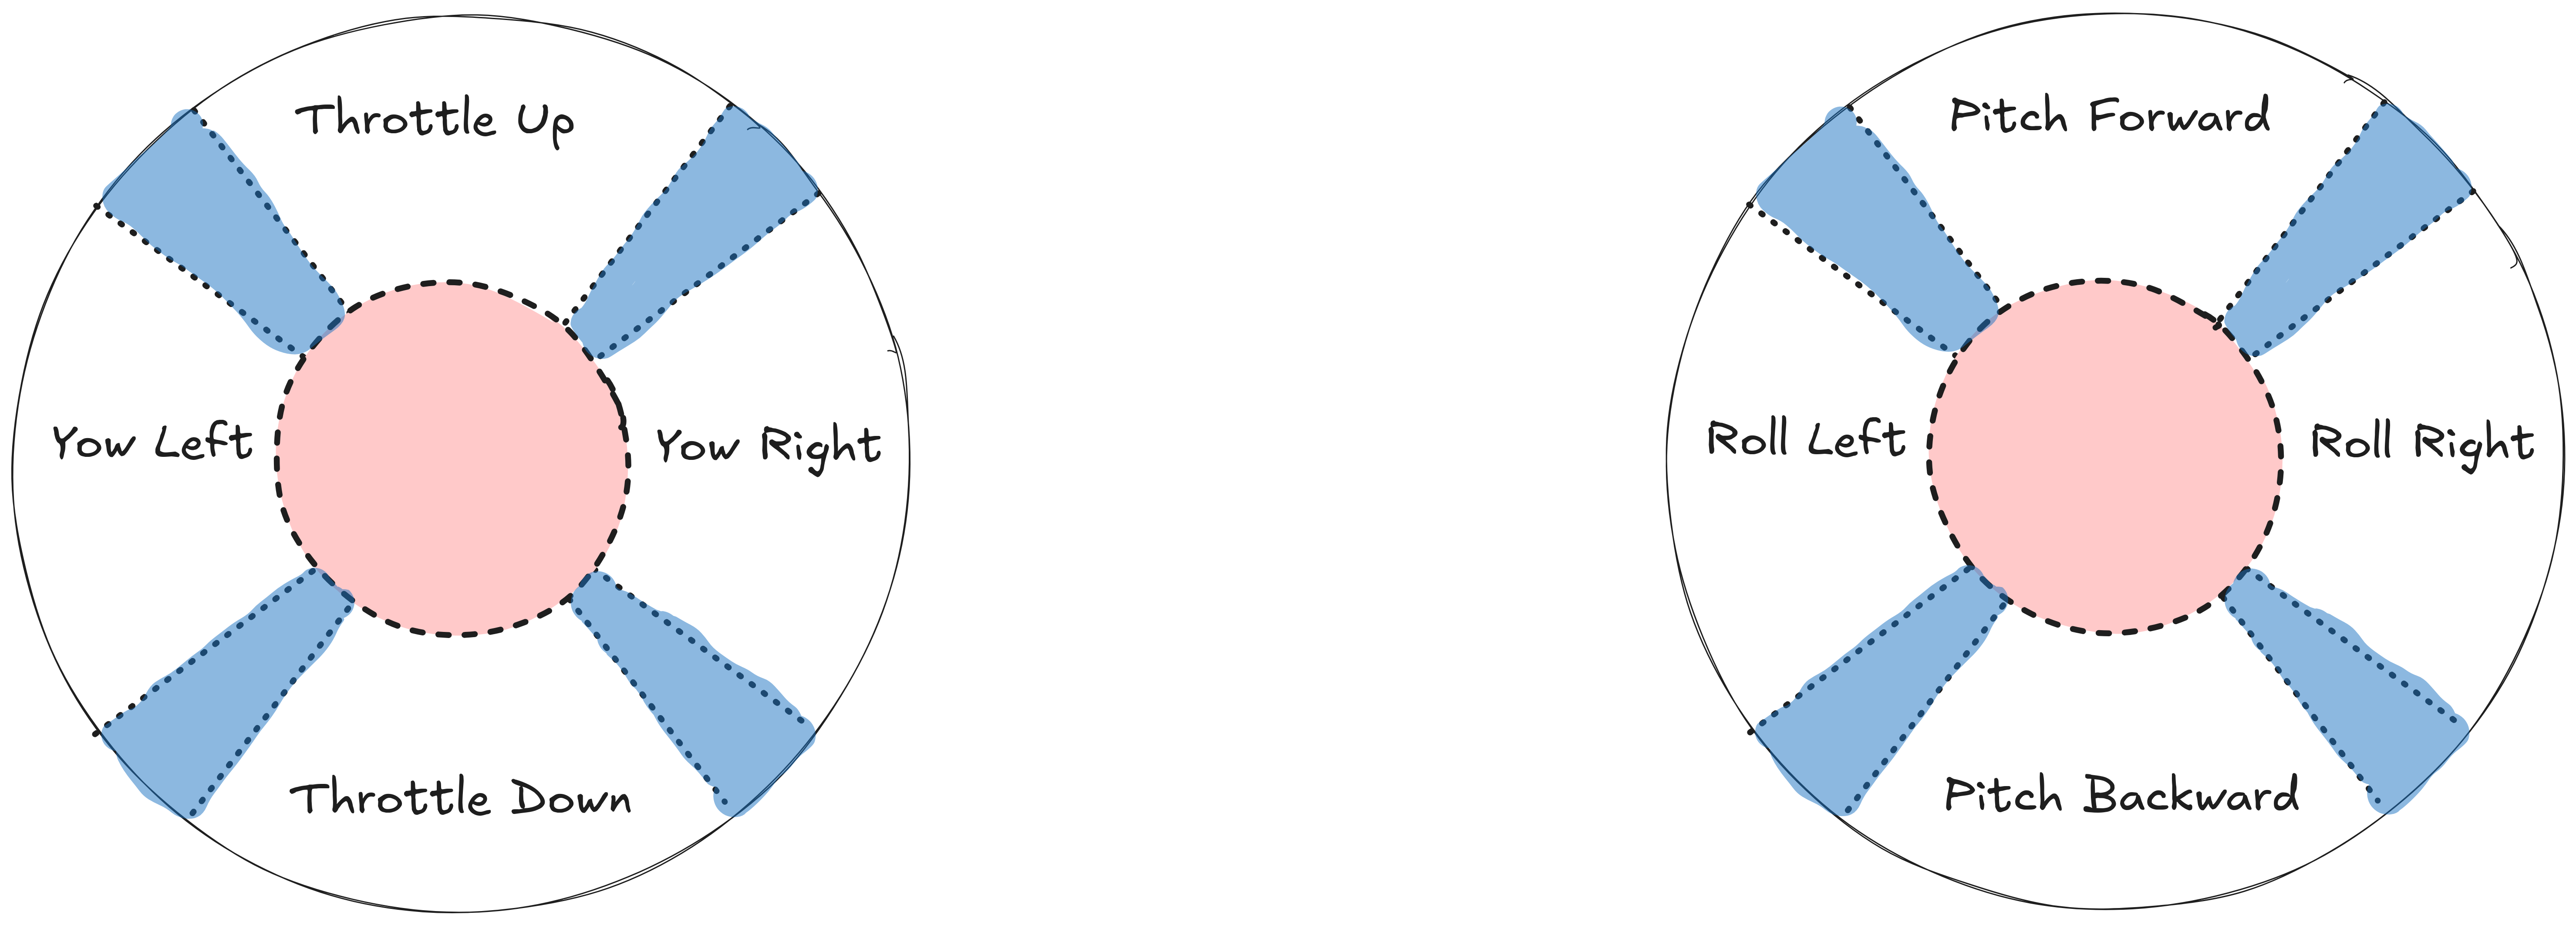 Throttle Up
Yow Left
Yow Right
Throttle Down
Pitch Forward
Roll Left
Roll Right
Pitch Backward